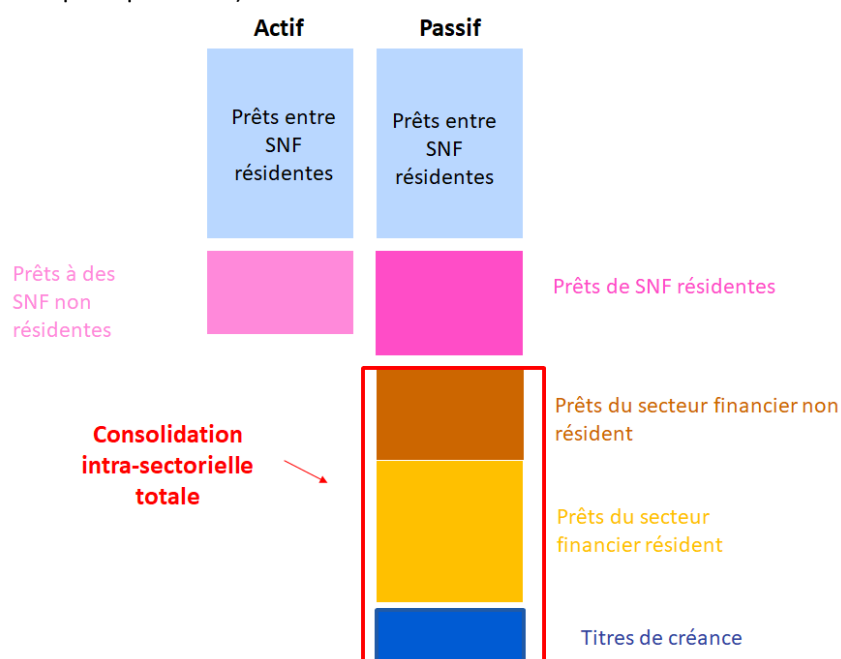 Actif
Passif
Prêts entre
SNF
résidentes
Prêts entre
SNF
résidentes
Prêts à des
SNF non
résidentes
Prêts de SNF résidentes
Prêts du secteur financier non
résident
Consolidation
intra-sectorielle
totale
Prêts du secteur
financier résident
Titres de créance